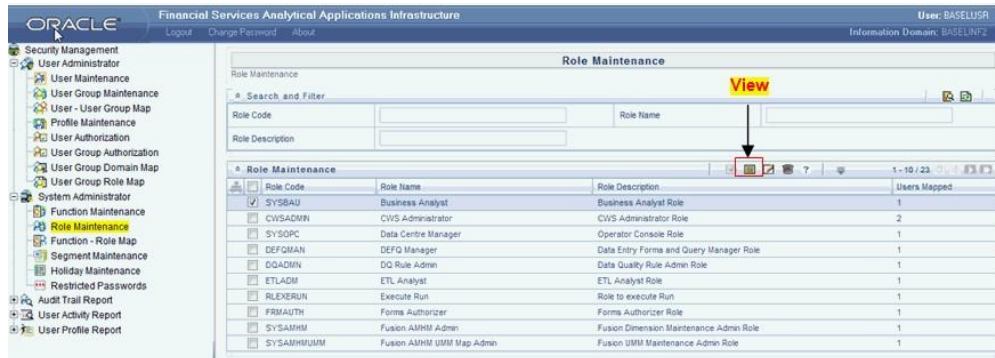 ORACLE
Financial Services Analytical Applications Infrastructure
User: BASELUSR
Logout Change Password About
Information Domain: BASELINF2
Security Management
User Administrator
User Maintenance
User Group Maintenance
User - User Group Map
Profile Maintenance
User Authorization
User Group Authorization
User Group Domain Map
User Group Role Map
System Administrator
Function Maintenance
Role Maintenance
Function - Role Map
Segment Maintenance
Holiday Maintenance
Restricted Passwords
Audit Trail Report
User Activity Report
User Profile Report
Role Maintenance
Role Maintenance
View
Search and Filter
Role Code Role Name
Role Description
Role Maintenance ? 1 - 10 / 23
Role Code Role Name Role Description Users Mapped
SYSBAU Business Analyst Business Analyst Role 1
CWSADMIN CWS Administrator CWS Administrator Role 2
SYSOPC Data Centre Manager Operator Console Role 1
DEFQMAN DEFQ Manager Data Entry Forms and Query Manager Role 1
DQADMN DQ Rule Admin Data Quality Rule Admin Role 1
ETLADM ETL Analyst ETL Analyst Role 1
RLEXERUN Execute Run Role to execute Run 1
FRMAUTH Forms Authorizer Forms Authorizer Role 1
SYSAMHM Fusion AMHM Admin Fusion Dimension Maintenance Admin Role 1
SYSAMHMUMM Fusion AMHM UMM Map Admin Fusion UMM Maintenance Admin Role 1